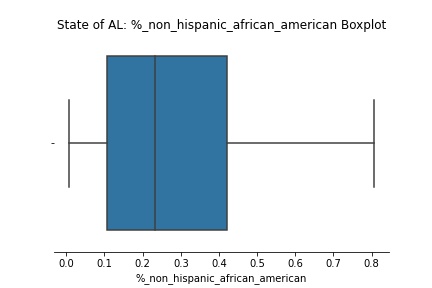 State of AL: %_non_hispanic_african_american Boxplot
-
0.0 0.1 0.2 0.3 0.4 0.5 0.6 0.7 0.8
%_non_hispanic_african_american